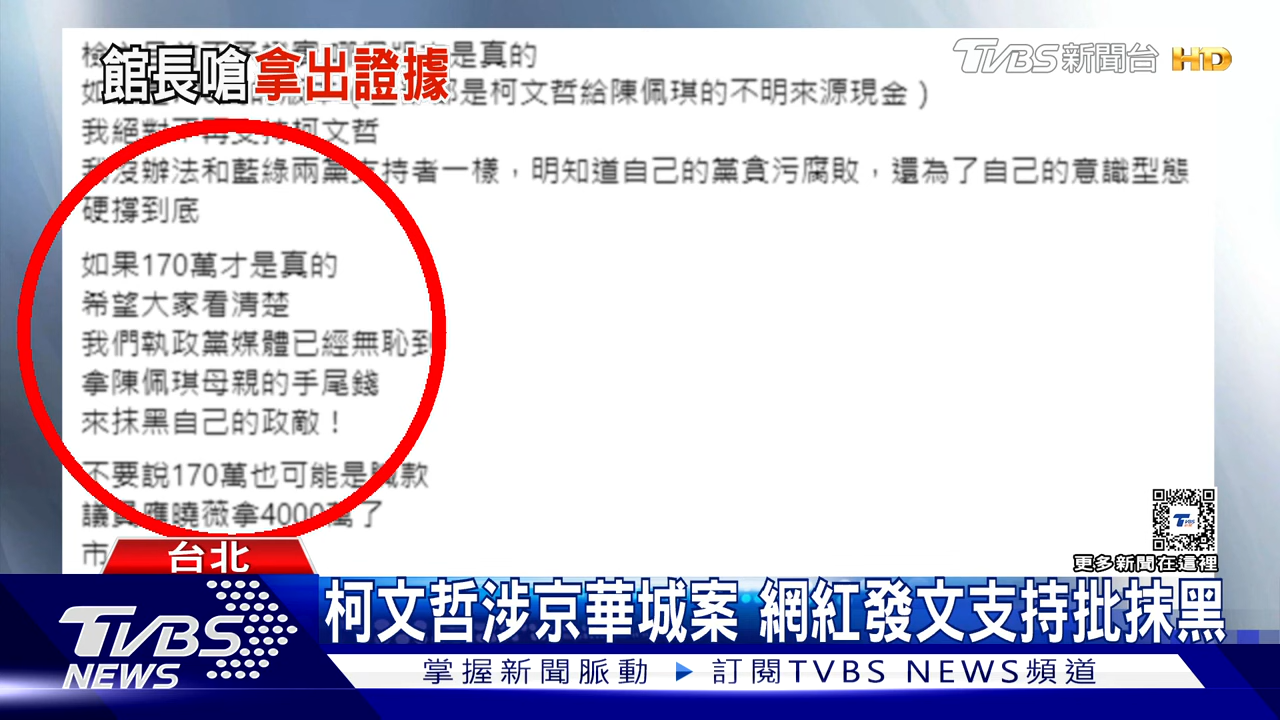 館長嗆拿出證據
TVBS新聞台 HD
是真的
是柯文哲給陳佩琪的不明來源現金）
我絕對不再支持柯文哲
我沒辦法和藍綠兩黨支持者一樣，明知道自己的黨貪污腐敗，還為了自己的意識型態
硬撐到底
如果170萬才是真的
希望大家看清楚
我們執政黨媒體已經無恥到
拿陳佩琪母親的手尾錢
來抹黑自己的政敵！
不要說170萬也可能是贓款
議員應曉薇拿4000萬了
市
TVBS
更多新聞在這裡
台北
柯文哲涉京華城案 網紅發文支持批抹黑
TVBS NEWS
掌握新聞脈動 ▶ 訂閱TVBS NEWS頻道